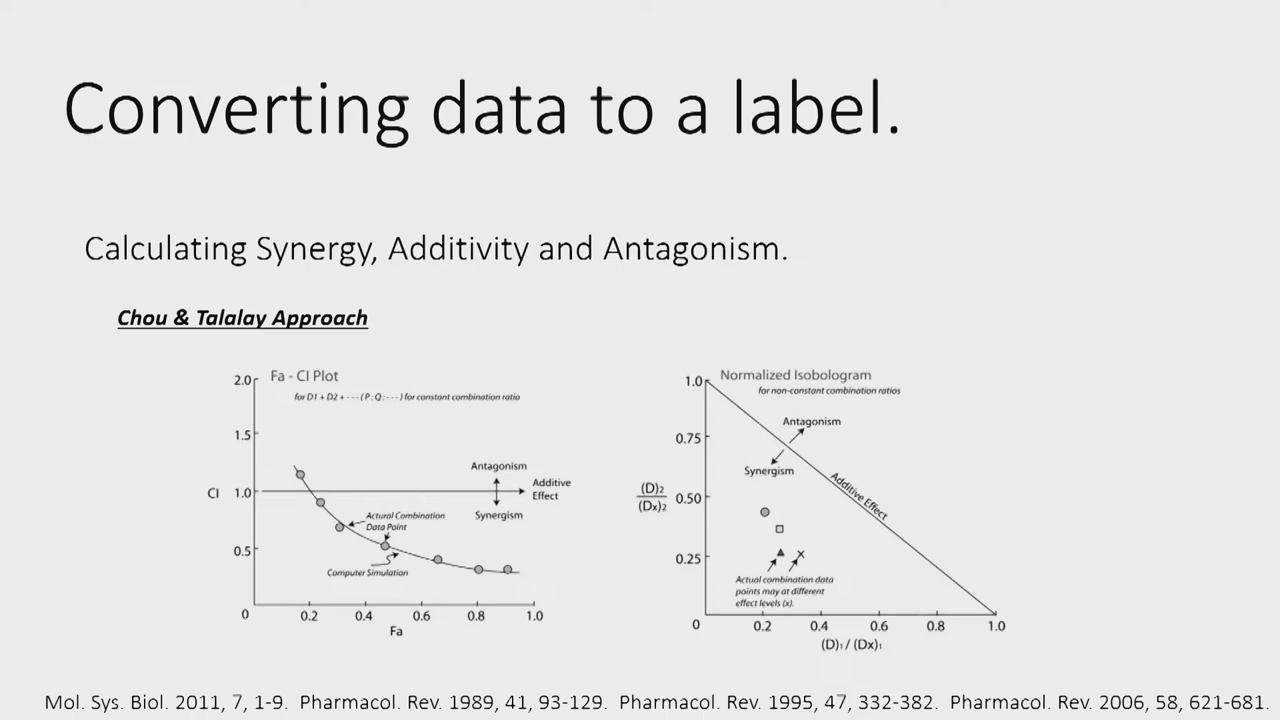 Converting data to a label.
Calculating Synergy, Additivity and Antagonism.
Chou & Talalay Approach
Fa - CI Plot
for D1 + D2 + --- (P : Q : ---) for constant combination ratio
2.0
1.5
CI
1.0
0.5
0
0.2
0.4
0.6
0.8
1.0
Fa
Antagonism
Additive
Effect
Synergism
Actural Combination
Data Point
Computer Simulation
Normalized Isobologram
for non-constant combination ratios
1.0
0.75
(D)2
(Dx)2
0.50
0.25
0
0.2
0.4
0.6
0.8
1.0
(D)1 / (Dx)1
Antagonism
Synergism
Additive Effect
Actual combination data
points may at different
effect levels (x).
Mol. Sys. Biol. 2011, 7, 1-9. Pharmacol. Rev. 1989, 41, 93-129. Pharmacol. Rev. 1995, 47, 332-382. Pharmacol. Rev. 2006, 58, 621-681.